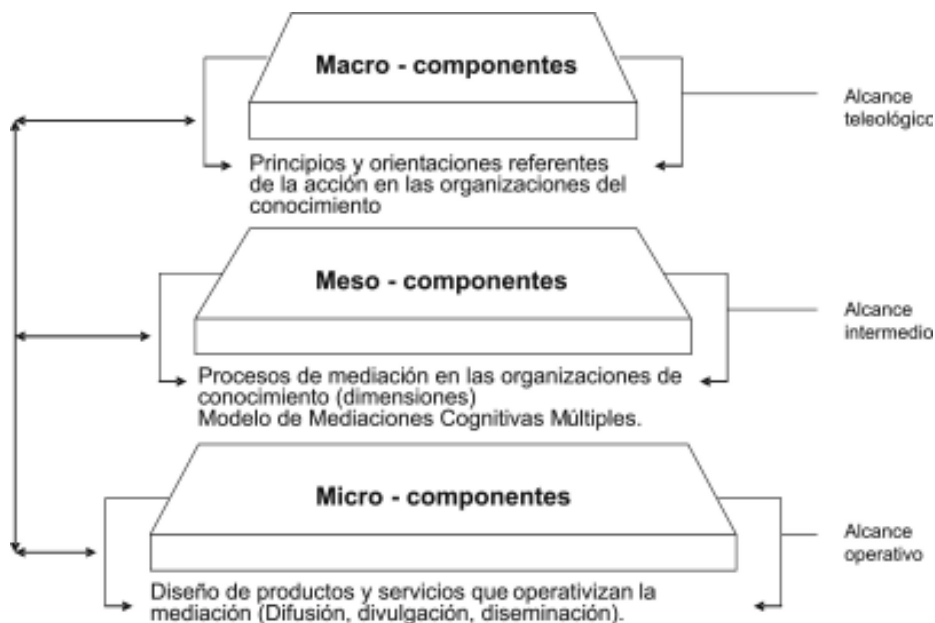 Macro - componentes
Alcance
teleológico
Principios y orientaciones referentes
de la acción en las organizaciones del
conocimiento
Meso - componentes
Alcance
intermedio
Procesos de mediación en las organizaciones de
conocimiento (dimensiones)
Modelo de Mediaciones Cognitivas Múltiples.
Micro - componentes
Alcance
operativo
Diseño de productos y servicios que operativizan la
mediación (Difusión, divulgación, diseminación).